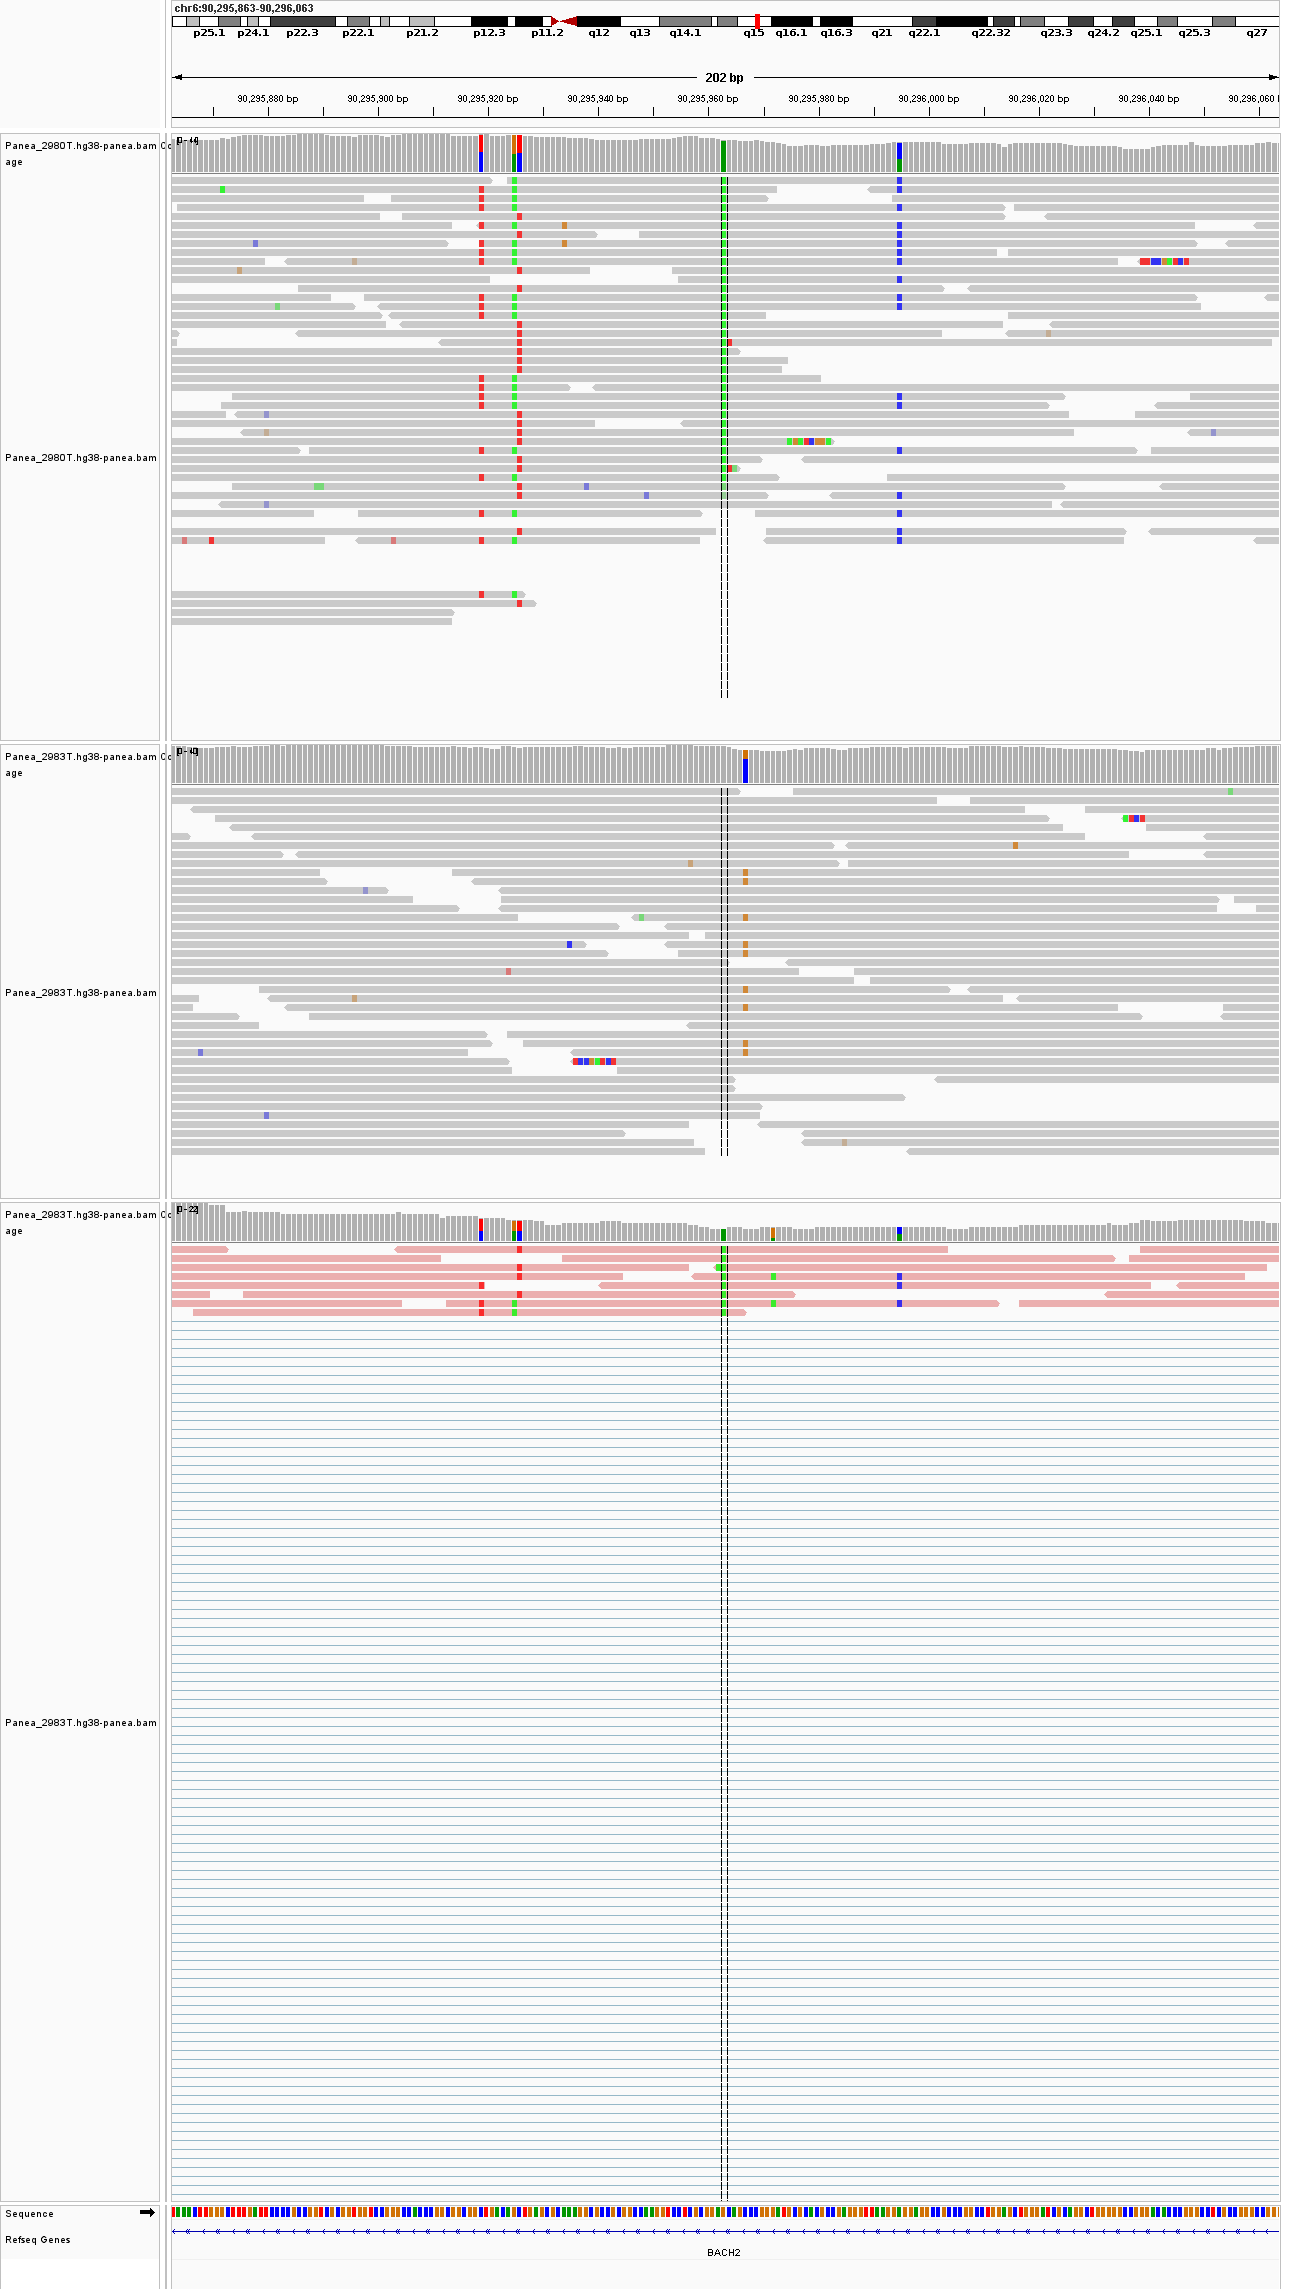 chr6:90,295,863-90,296,063
p25.1 p24.1 p22.3 p22.1 p21.2 p12.3 p11.2 q12 q13 q14.1 q15 q16.1 q16.3 q21 q22.1 q22.32 q23.3 q24.2 q25.1 q25.3 q27
202 bp
90,295,880 bp 90,295,900 bp 90,295,920 bp 90,295,940 bp 90,295,960 bp 90,295,980 bp 90,296,000 bp 90,296,020 bp 90,296,040 bp 90,296,060
Panea_2980T.hg38-panea.bam Co
age
Panea_2980T.hg38-panea.bam
Panea_2983T.hg38-panea.bam Co
age
Panea_2983T.hg38-panea.bam
Panea_2983T.hg38-panea.bam Co
age
Panea_2983T.hg38-panea.bam
Sequence
Refseq Genes
BACH2